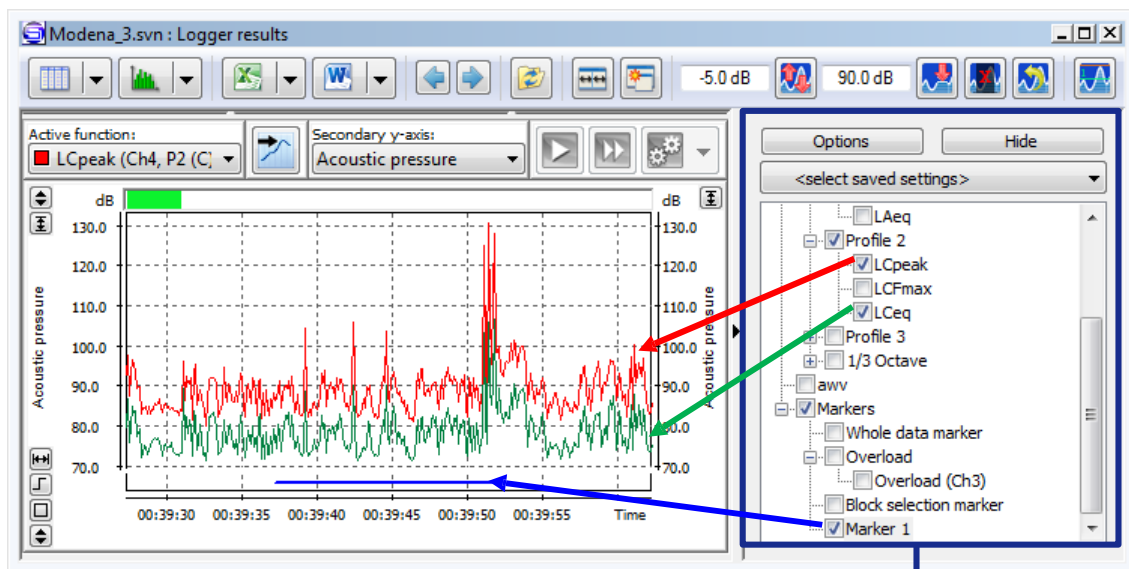 Modena_3.svn : Logger results
-5.0 dB
90.0 dB
Active function:
LCpeak (Ch4, P2 (C)
Secondary y-axis:
Acoustic pressure
Options
Hide
<select saved settings>
dB
dB
130.0
120.0
110.0
100.0
90.0
80.0
70.0
Acoustic pressure
130.0
120.0
110.0
100.0
90.0
80.0
70.0
Acoustic pressure
00:39:30 00:39:35 00:39:40 00:39:45 00:39:50 00:39:55 Time
LAeq
Profile 2
LCpeak
LCFmax
LCeq
Profile 3
1/3 Octave
awv
Markers
Whole data marker
Overload
Overload (Ch3)
Block selection marker
Marker 1